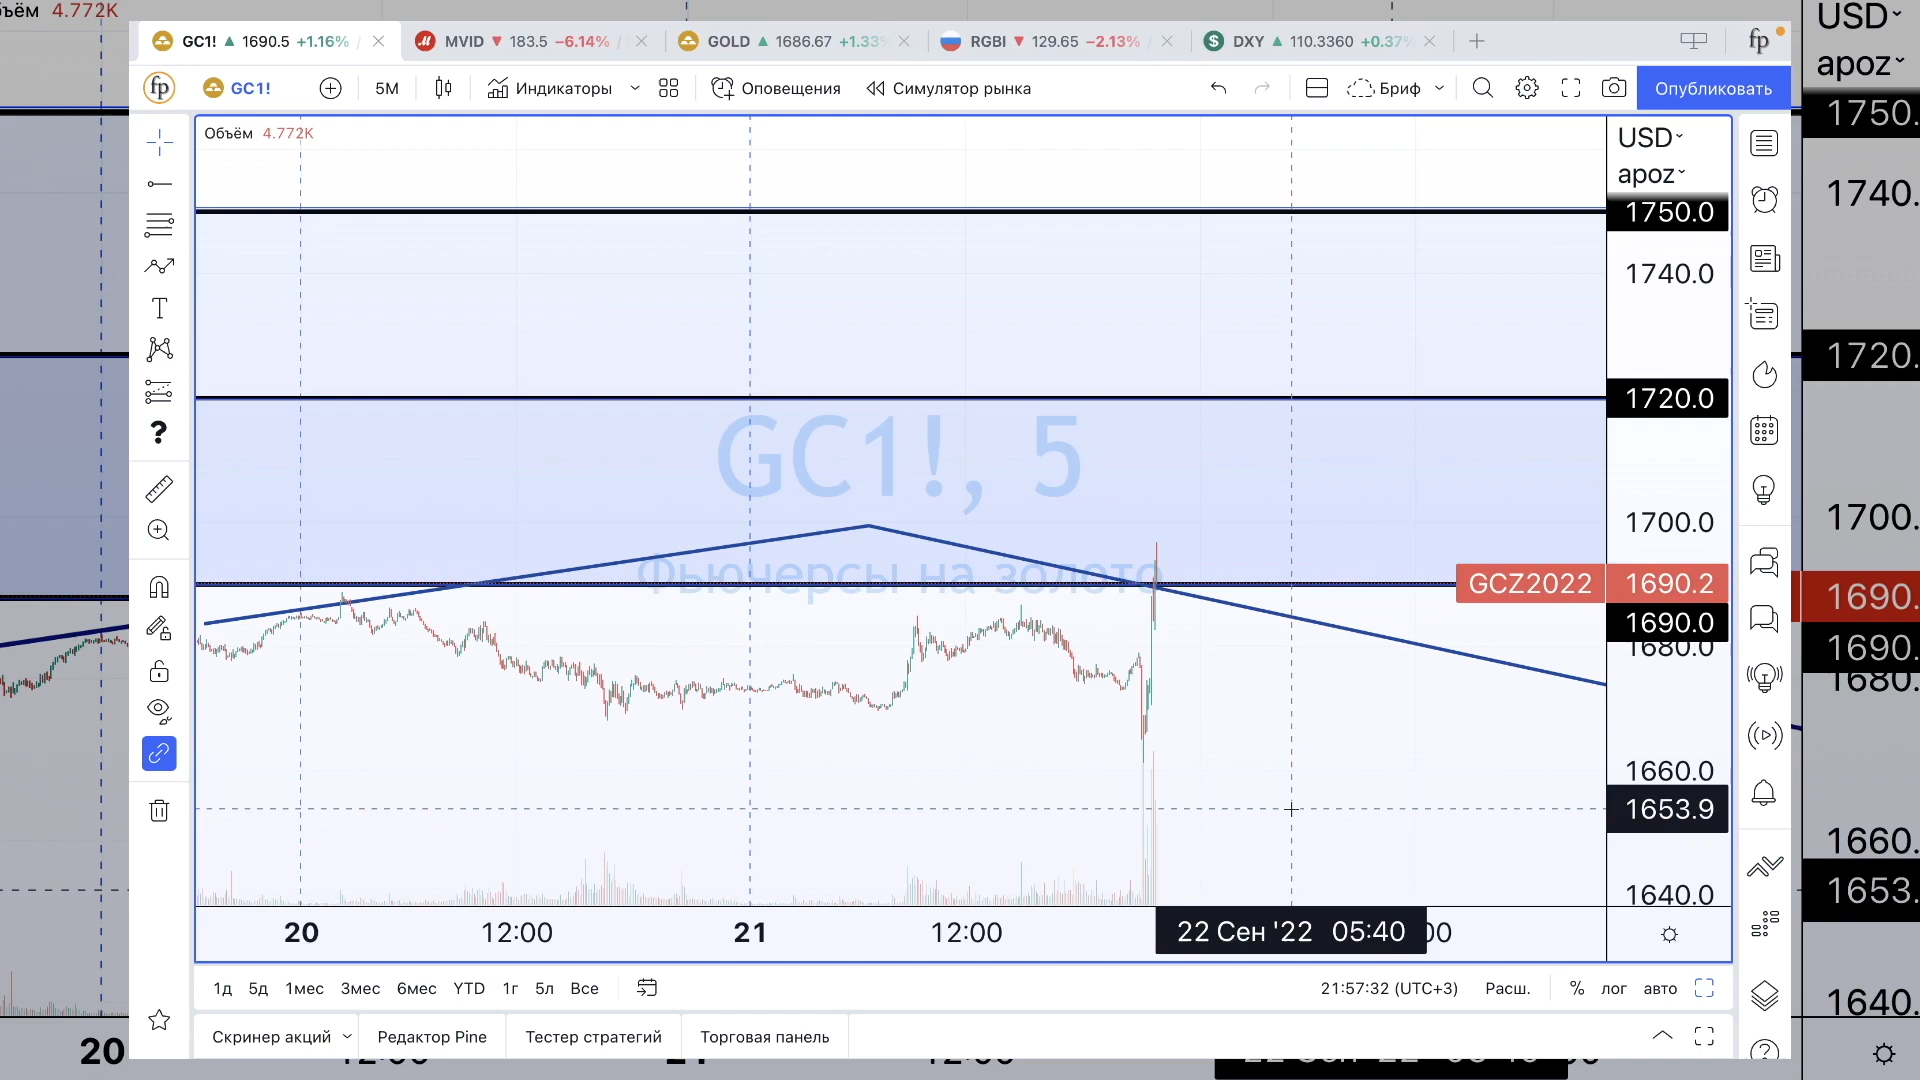 ъём 4.772K
GC1! 1690.5 +1.16%
MVID 183.5 −6.14%
GOLD 1686.67 +1.33%
RGBI 129.65 −2.13%
DXY 110.3360 +0.37%
fp
USD
apoz
fp GC1! 5М Индикаторы Оповещения Симулятор рынка Бриф Опубликовать
Объём 4.772K
USD
apoz
1750.0
1740.0
1720.0
1700.0
GCZ2022 1690.2
1690.0
1680.0
1660.0
1653.9
1640.0
GC1!, 5
Фьючерсы на золото
20 12:00 21 12:00 22 Сен '22 05:40 00
1750.
1740.
1720.
1700.
1690.
1690.
1680.
1660.
1653.
1640.
1д 5д 1мес 3мес 6мес YTD 1г 5л Все 21:57:32 (UTC+3) Расш. % лог авто
Скринер акций Редактор Pine Тестер стратегий Торговая панель
20